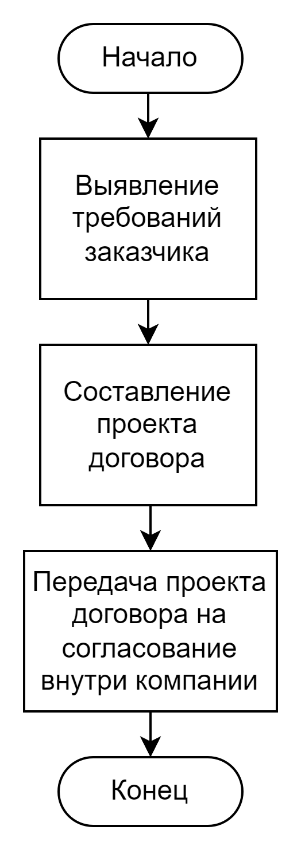 Начало
Выявление
требований
заказчика
Составление
проекта
договора
Передача проекта
договора на
согласование
внутри компании
Конец